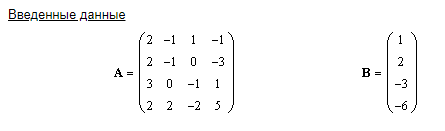 Введенные данные
A = ( 2 −1 1 −1
2 −1 0 −3
3 0 −1 1
2 2 −2 5 )
B = ( 1
2
−3
−6 )